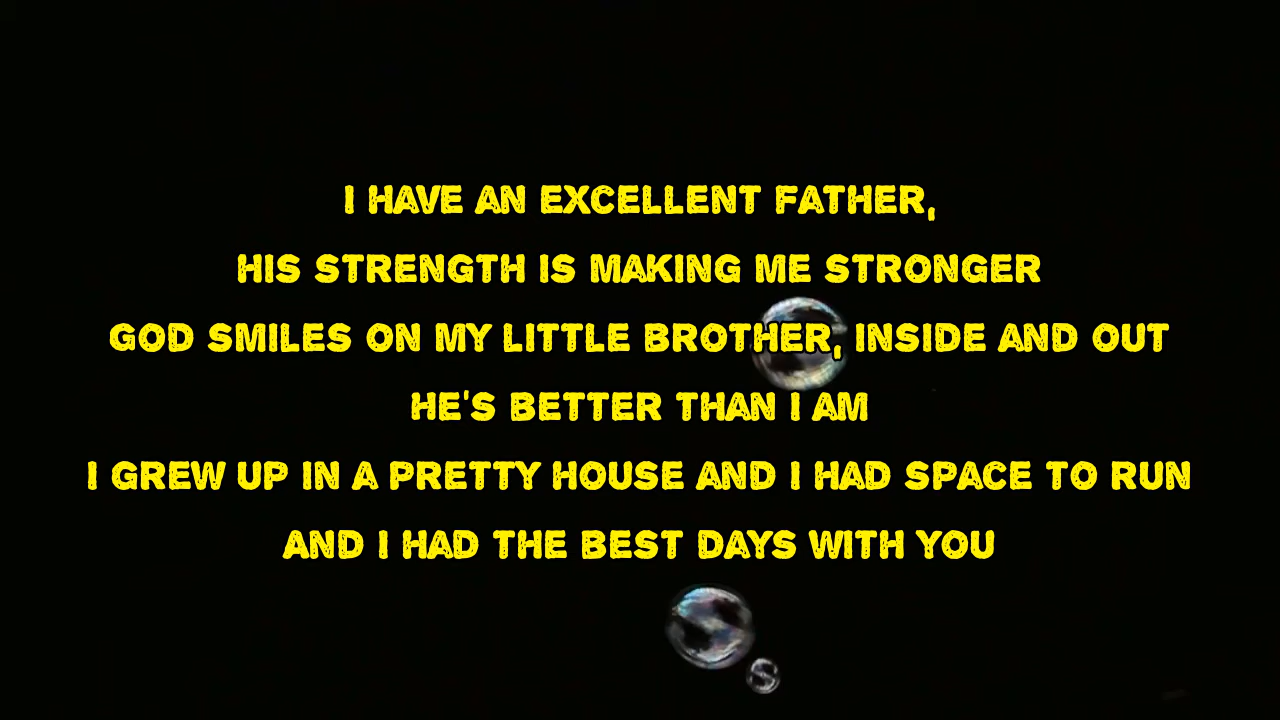 I HAVE AN EXCELLENT FATHER,
HIS STRENGTH IS MAKING ME STRONGER
GOD SMILES ON MY LITTLE BROTHER, INSIDE AND OUT
HE'S BETTER THAN I AM
I GREW UP IN A PRETTY HOUSE AND I HAD SPACE TO RUN
AND I HAD THE BEST DAYS WITH YOU